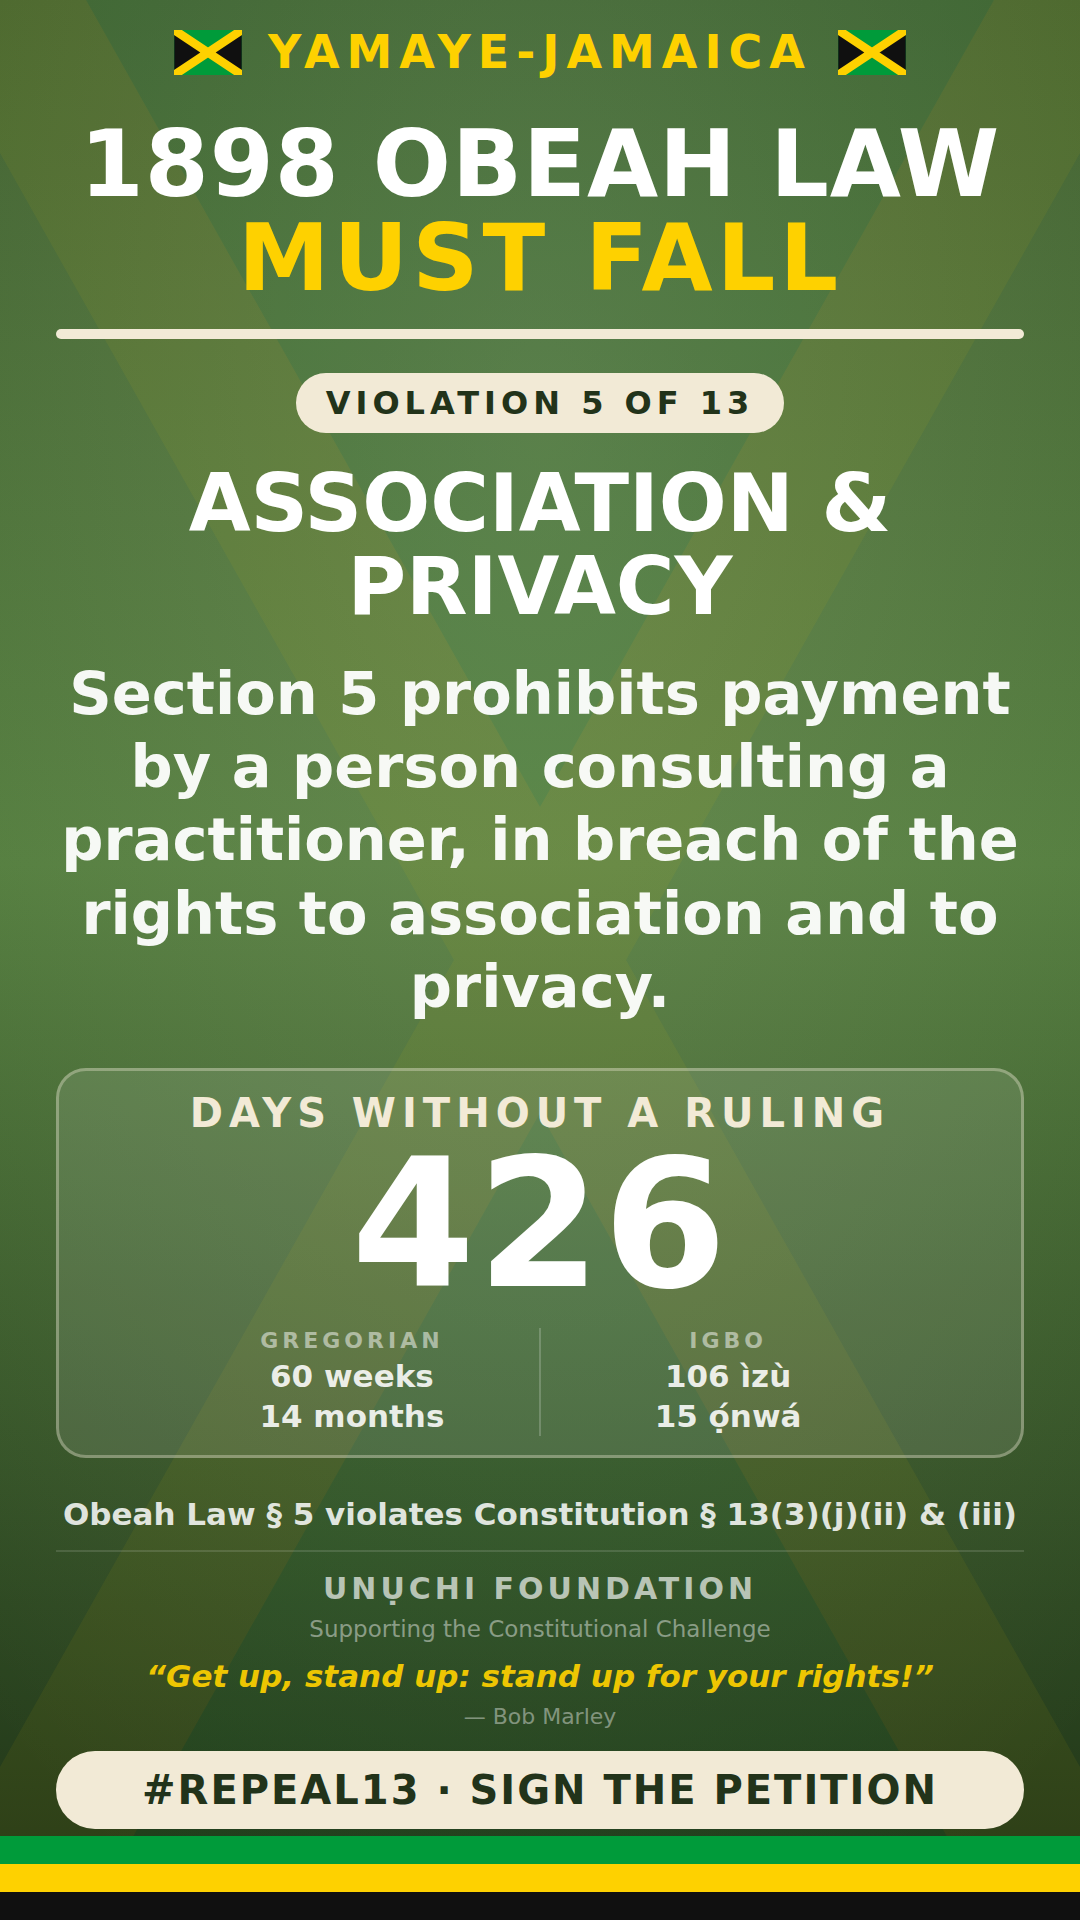 YAMAYE-JAMAICA
1898 OBEAH LAW
MUST FALL
VIOLATION 5 OF 13
ASSOCIATION &
PRIVACY
Section 5 prohibits payment
by a person consulting a
practitioner, in breach of the
rights to association and to
privacy.
DAYS WITHOUT A RULING
426
GREGORIAN
60 weeks
14 months
IGBO
106 ìzù
15 ọ́nwá
Obeah Law § 5 violates Constitution § 13(3)(j)(ii) & (iii)
UNỤCHI FOUNDATION
Supporting the Constitutional Challenge
“Get up, stand up: stand up for your rights!”
— Bob Marley
#REPEAL13 · SIGN THE PETITION